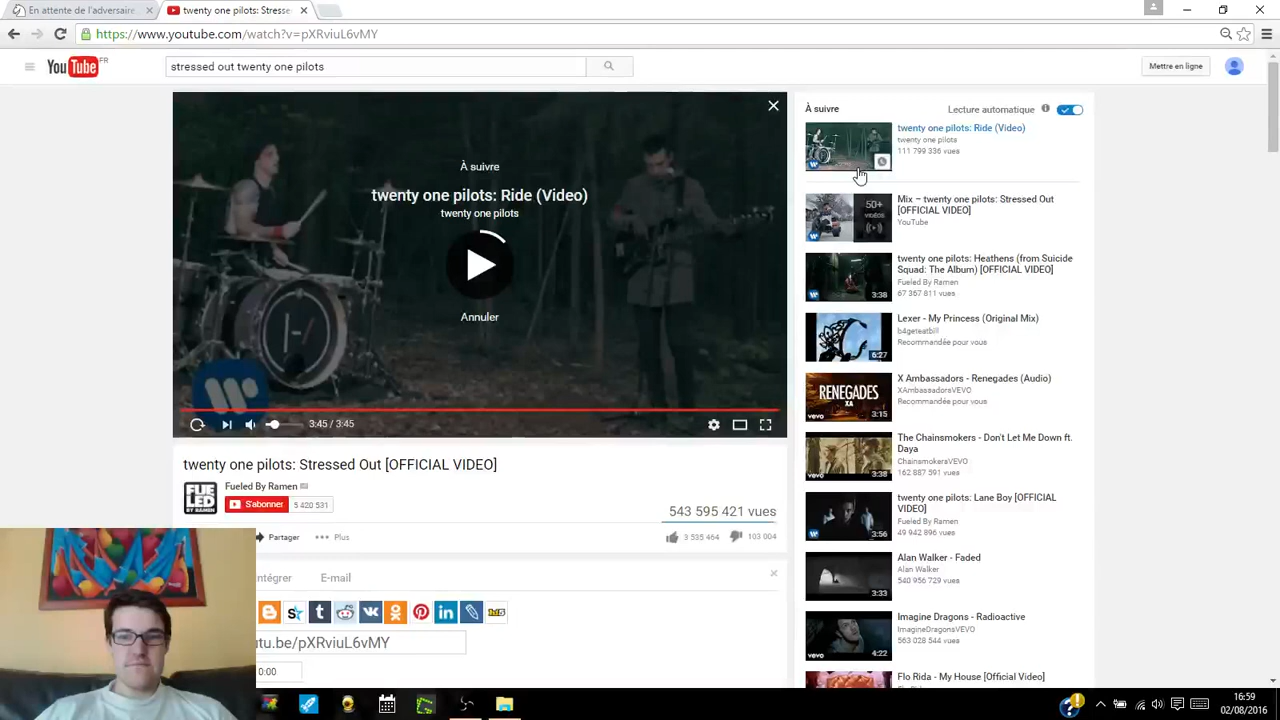 En attente de l'adversaire
twenty one pilots: Stresse
https://www.youtube.com/watch?v=pXRviuL6vMY
YouTube FR
stressed out twenty one pilots
Mettre en ligne
À suivre
twenty one pilots: Ride (Video)
twenty one pilots
Annuler
3:45 / 3:45
twenty one pilots: Stressed Out [OFFICIAL VIDEO]
FUELED BY RAMEN
Fueled By Ramen
S'abonner
5 420 531
543 595 421 vues
Partager
Plus
3 535 464
103 004
Intégrer
E-mail
utu.be/pXRviuL6vMY
0:00
À suivre
Lecture automatique
twenty one pilots: Ride (Video)
twenty one pilots
111 799 336 vues
50+
VIDÉOS
Mix – twenty one pilots: Stressed Out
[OFFICIAL VIDEO]
YouTube
3:38
twenty one pilots: Heathens (from Suicide
Squad: The Album) [OFFICIAL VIDEO]
Fueled By Ramen
67 367 811 vues
6:27
Lexer - My Princess (Original Mix)
b4geteatbill
Recommandée pour vous
RENEGADES
XA
vevo
3:15
X Ambassadors - Renegades (Audio)
XAmbassadorsVEVO
Recommandée pour vous
vevo
3:38
The Chainsmokers - Don't Let Me Down ft.
Daya
ChainsmokersVEVO
162 887 591 vues
3:56
twenty one pilots: Lane Boy [OFFICIAL
VIDEO]
Fueled By Ramen
49 942 896 vues
3:33
Alan Walker - Faded
Alan Walker
540 956 729 vues
vevo
4:22
Imagine Dragons - Radioactive
ImagineDragonsVEVO
563 028 544 vues
Flo Rida - My House [Official Video]
16:59
02/08/2016